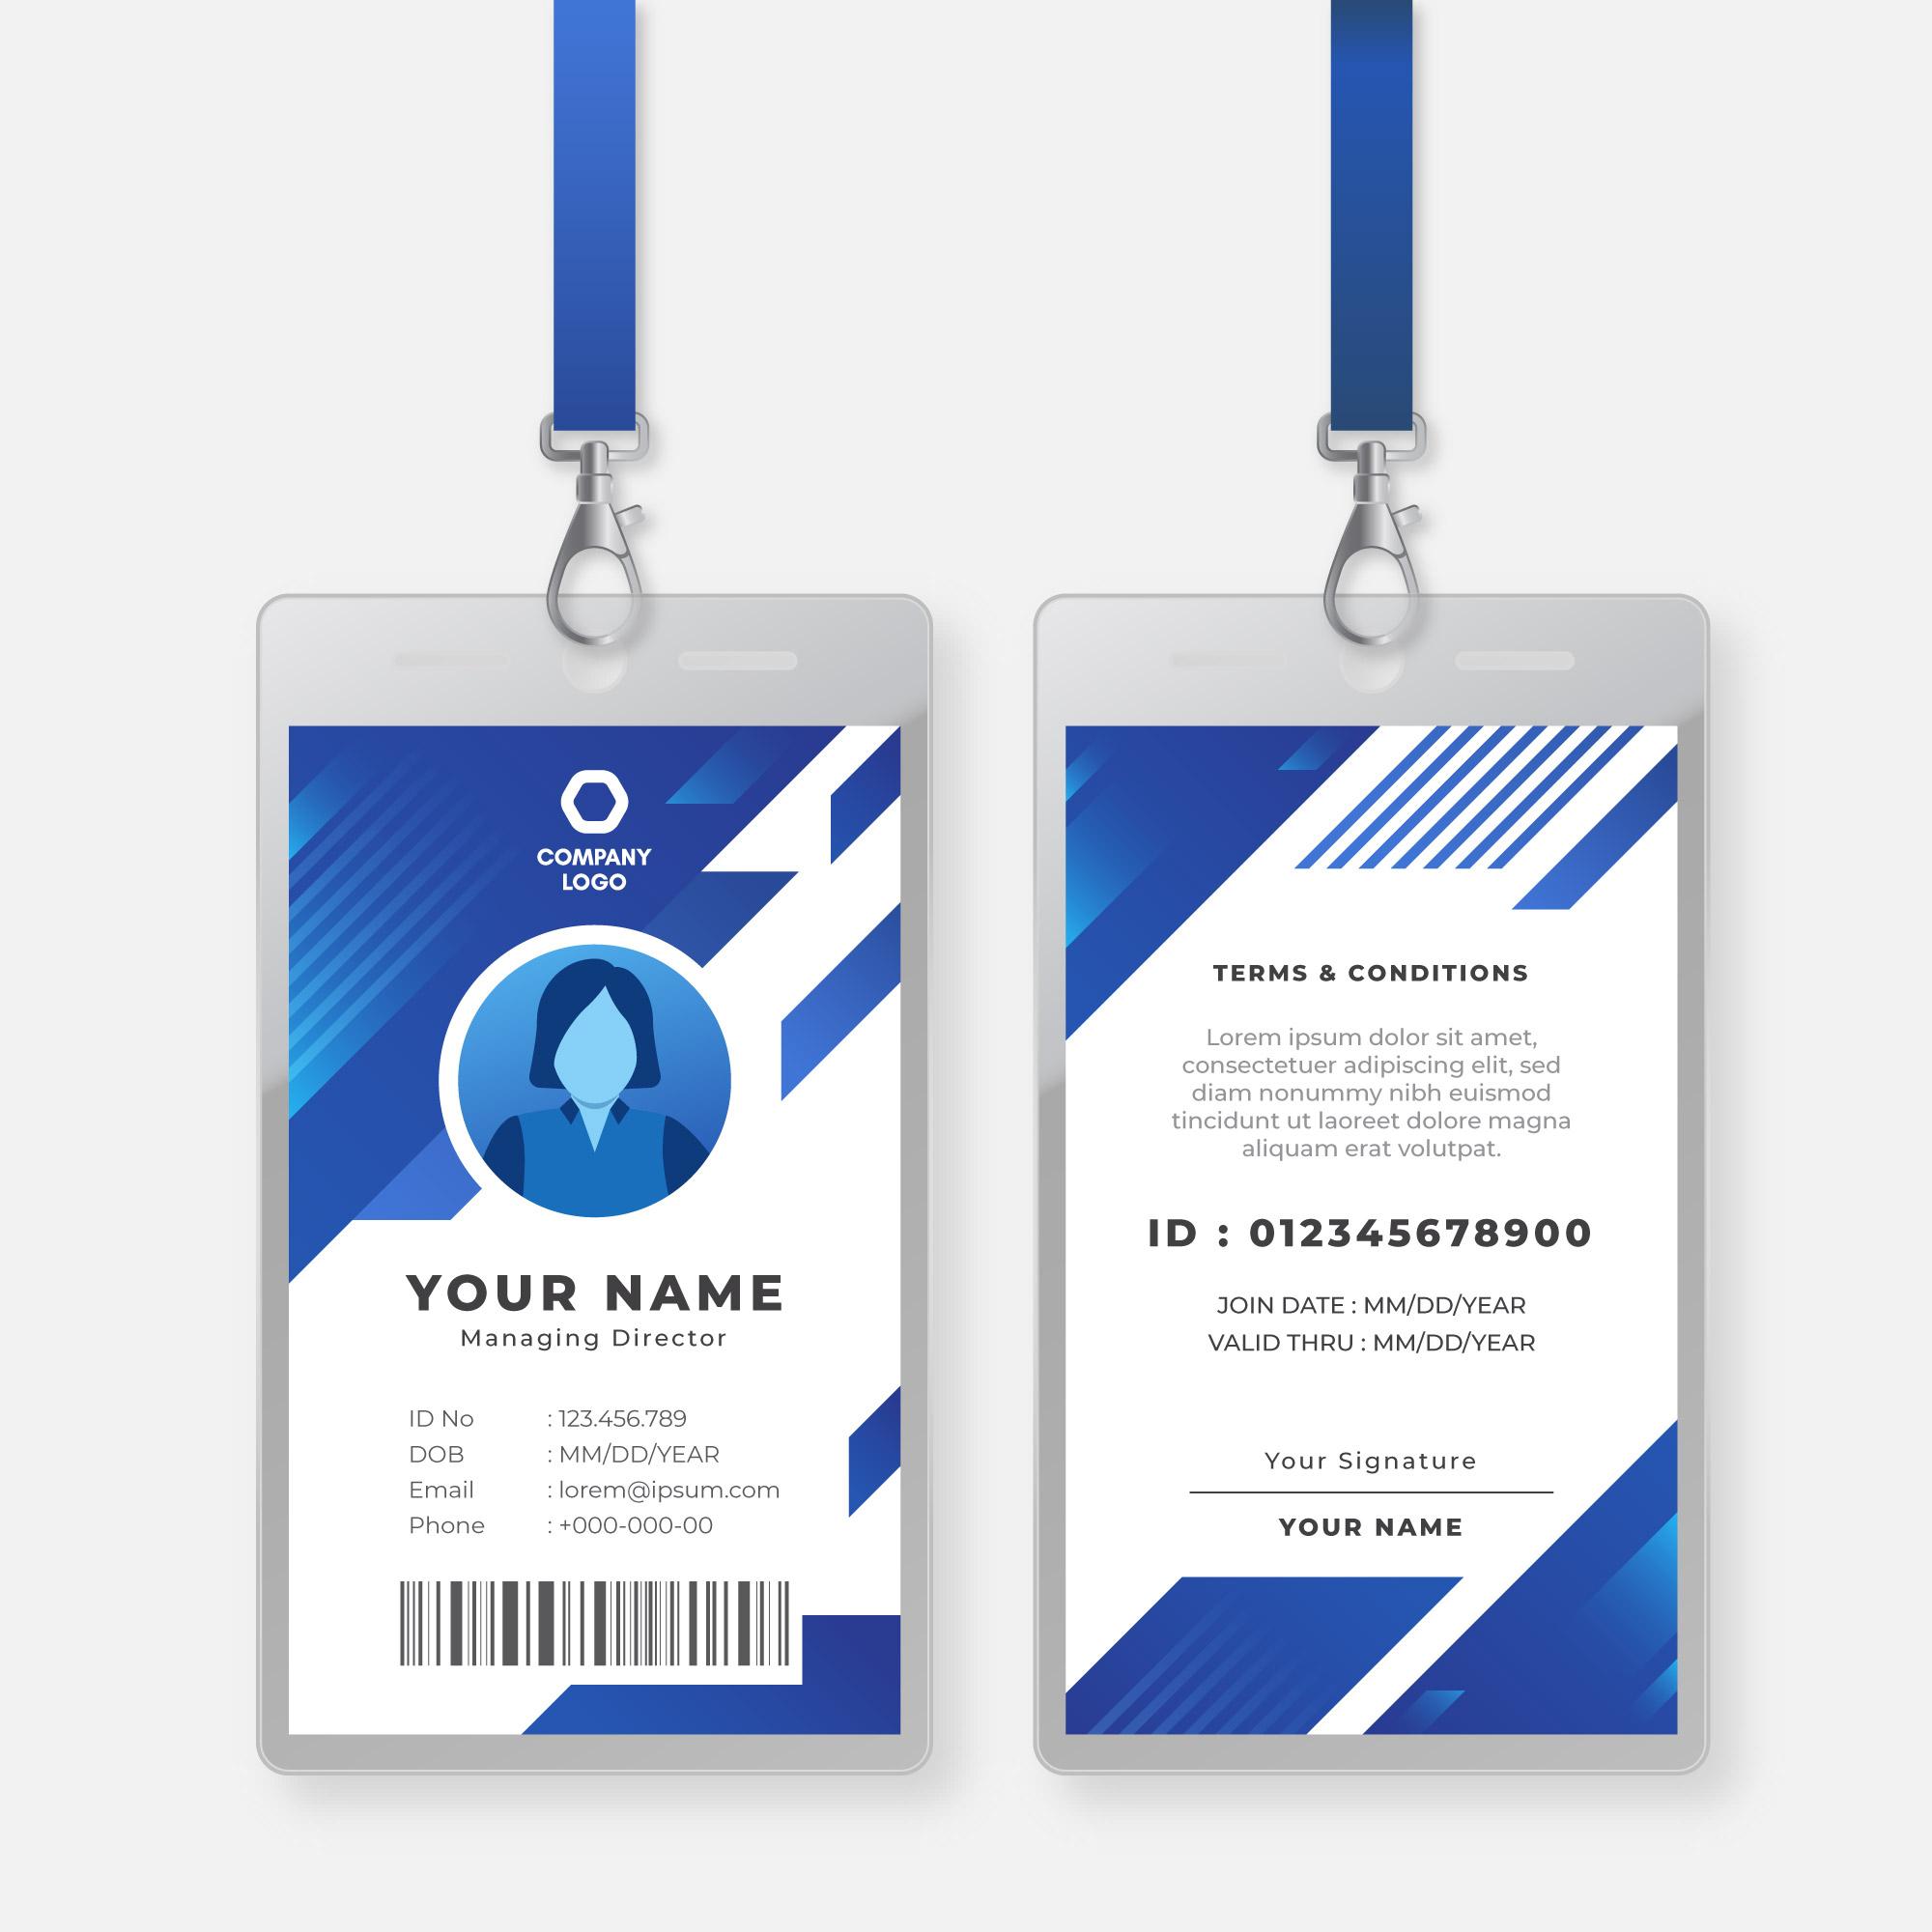 COMPANY
LOGO
YOUR NAME
Managing Director
ID No : 123.456.789
DOB : MM/DD/YEAR
Email : lorem@ipsum.com
Phone : +000-000-00
TERMS & CONDITIONS
Lorem ipsum dolor sit amet,
consectetuer adipiscing elit, sed
diam nonummy nibh euismod
tincidunt ut laoreet dolore magna
aliquam erat volutpat.
ID : 012345678900
JOIN DATE : MM/DD/YEAR
VALID THRU : MM/DD/YEAR
Your Signature
YOUR NAME